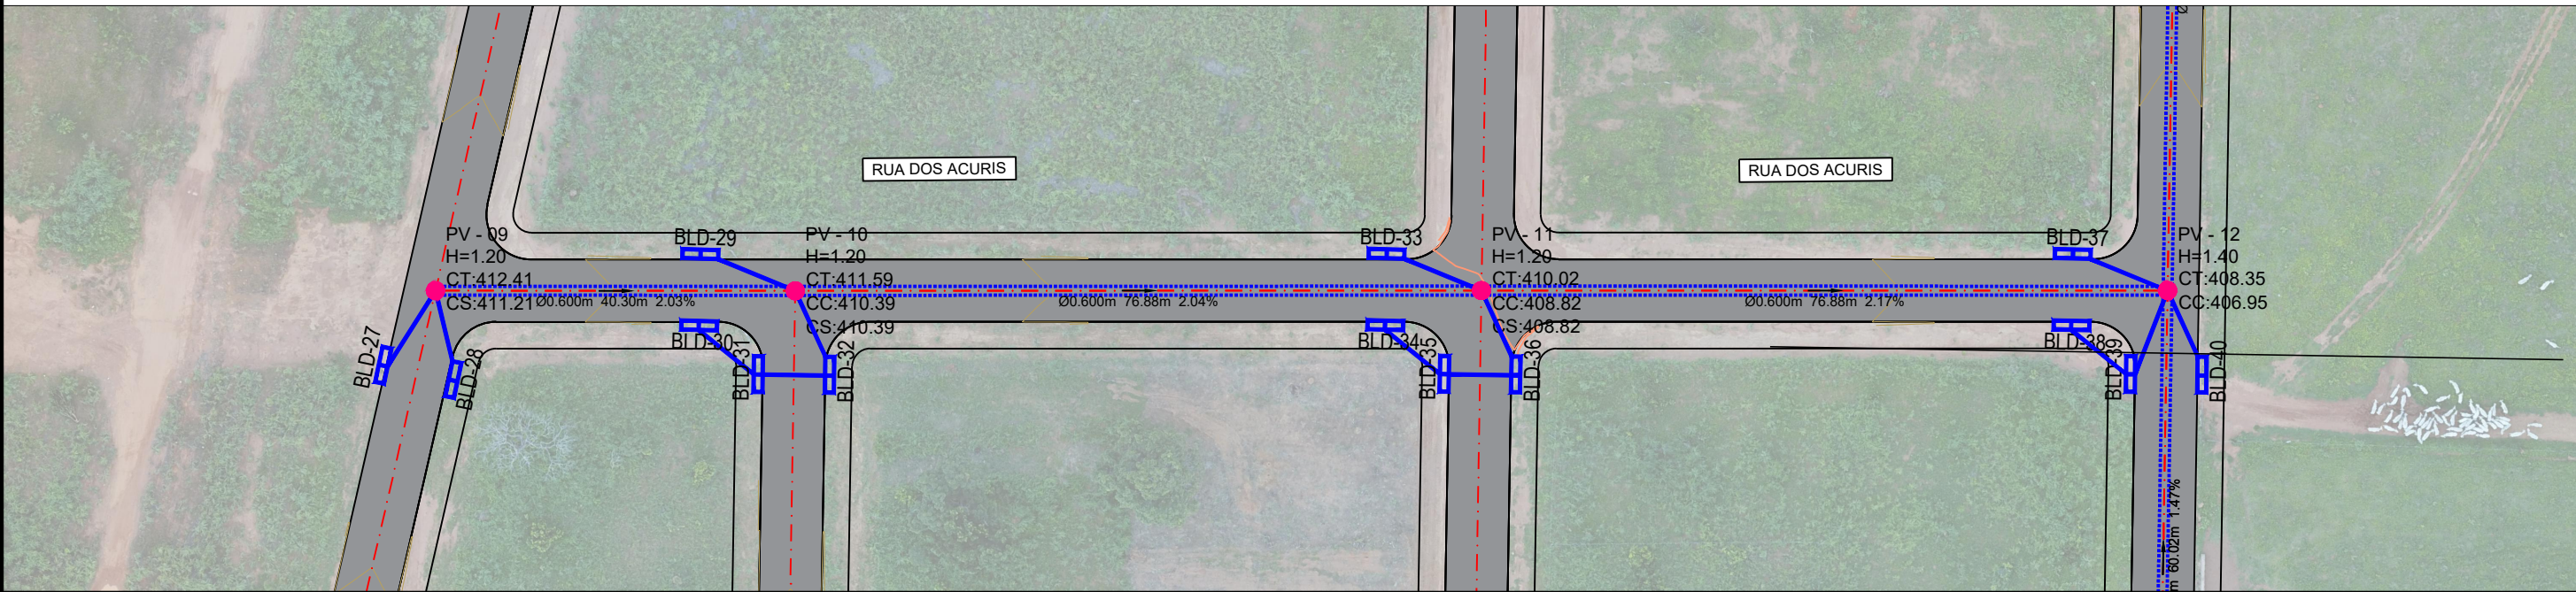 RUA DOS ACURIS
RUA DOS ACURIS
PV - 09
H=1.20
CT:412.41
CS:411.21
Ø0.600m 40.30m 2.03%
BLD-27
BLD-28
BLD-29
BLD-30
BLD-31
BLD-32
PV - 10
H=1.20
CT:411.59
CC:410.39
CS:410.39
Ø0.600m 76.88m 2.04%
BLD-33
BLD-34
BLD-35
BLD-36
PV - 11
H=1.20
CT:410.02
CC:408.82
CS:408.82
Ø0.600m 76.88m 2.17%
BLD-37
BLD-38
BLD-39
BLD-40
PV - 12
H=1.40
CT:408.35
CC:406.95
m 60.02m 1.47%
Ø